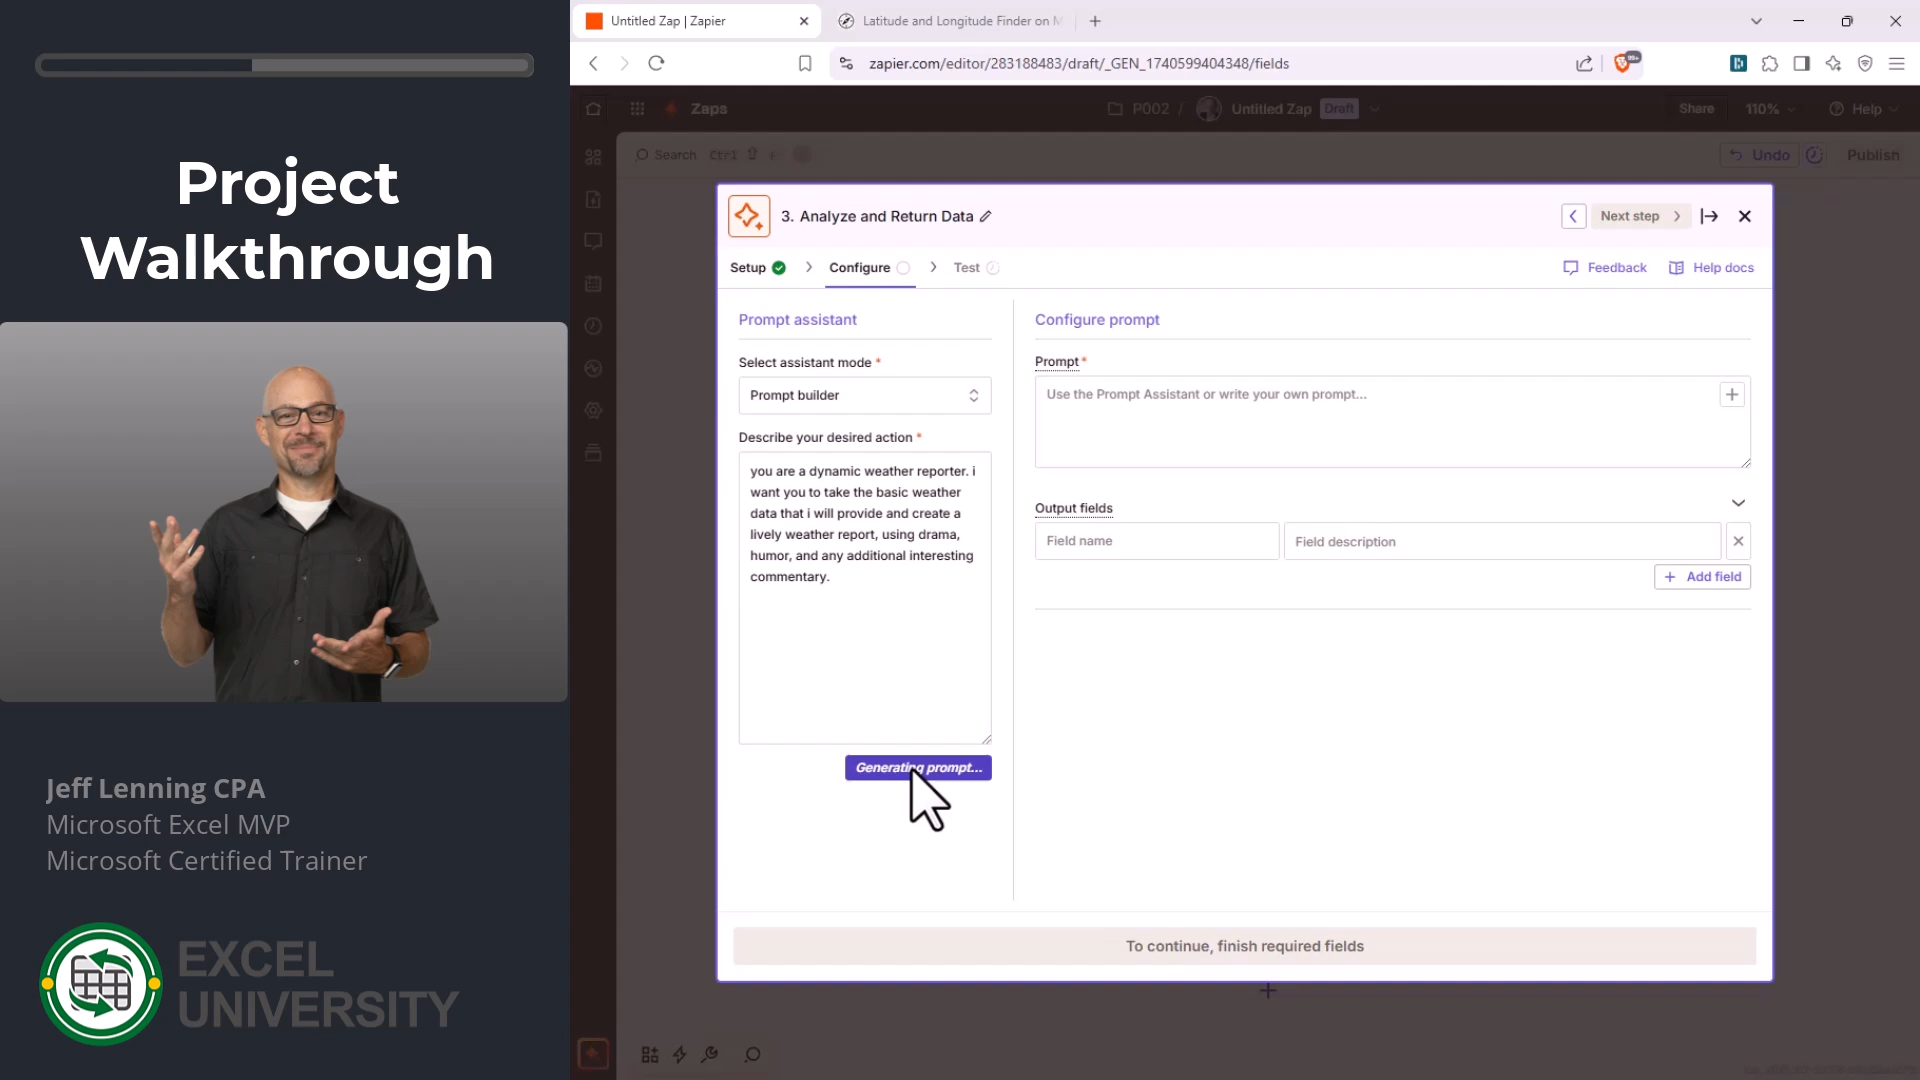 Project
Walkthrough
Jeff Lenning CPA
Microsoft Excel MVP
Microsoft Certified Trainer
EXCEL
UNIVERSITY
Untitled Zap | Zapier
Latitude and Longitude Finder on M
zapier.com/editor/283188483/draft/_GEN_1740599404348/fields
99+
Zaps
P002 / Untitled Zap Draft
Share
110%
Help
Search Ctrl
Undo
Publish
3. Analyze and Return Data
Next step
Setup
Configure
Test
Feedback
Help docs
Prompt assistant
Select assistant mode *
Prompt builder
Describe your desired action *
you are a dynamic weather reporter. i
want you to take the basic weather
data that i will provide and create a
lively weather report, using drama,
humor, and any additional interesting
commentary.
Generating prompt...
Configure prompt
Prompt *
Use the Prompt Assistant or write your own prompt...
Output fields
Field name
Field description
+ Add field
To continue, finish required fields